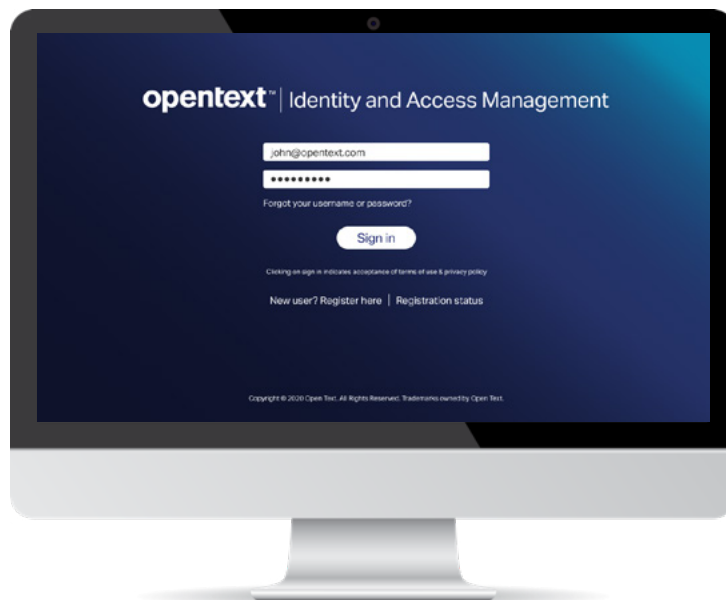 opentext™ | Identity and Access Management
john@opentext.com
•••••••••
Forgot your username or password?
Sign in
Clicking on sign in indicates acceptance of terms of use & privacy policy
New user? Register here | Registration status
Copyright © 2020 Open Text. All Rights Reserved. Trademarks owned by Open Text.